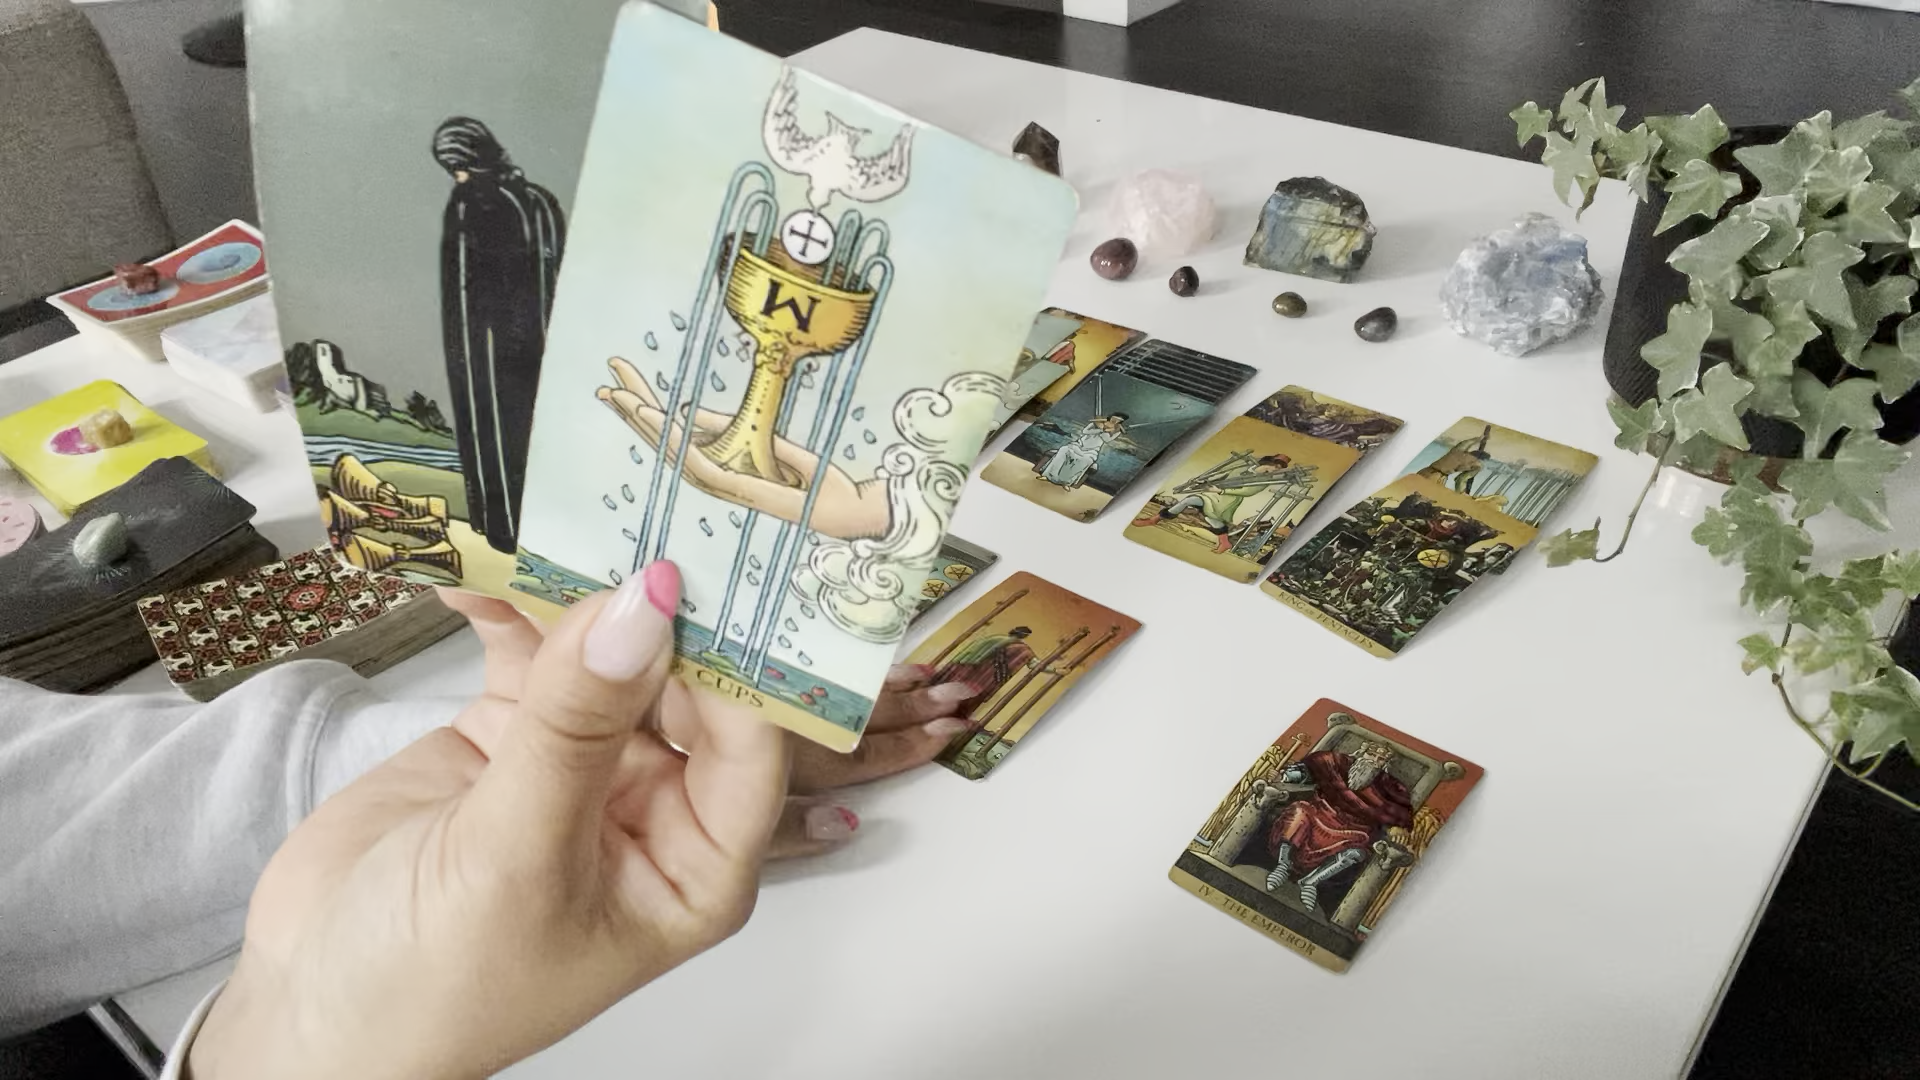 CUPS
KING of PENTACLES
IV - THE EMPEROR